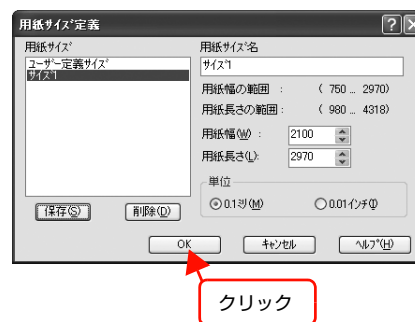 用紙サイズ定義
用紙サイズ
ユーザー定義サイズ
サイズ1
保存(S)
削除(D)
用紙サイズ名
サイズ1
用紙幅の範囲 : ( 750 ... 2970)
用紙長さの範囲 : ( 980 ... 4318)
用紙幅(W) : 2100
用紙長さ(L): 2970
単位
0.1ミリ(M) 0.01インチ(I)
OK キャンセル ヘルプ(H)
クリック